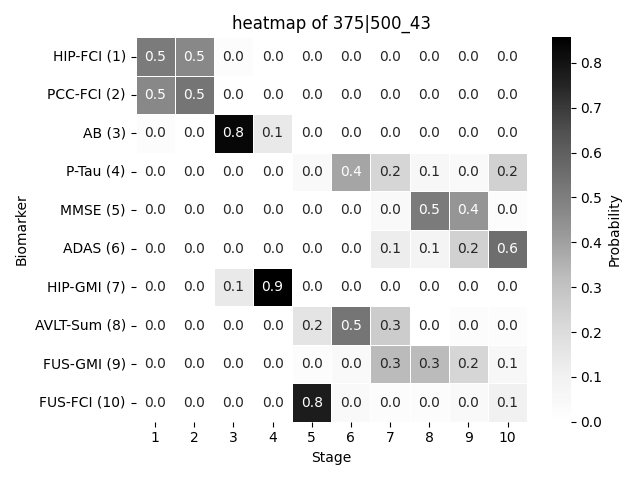 heatmap of 375|500_43
HIP-FCI (1) 0.5 0.5 0.0 0.0 0.0 0.0 0.0 0.0 0.0 0.0
PCC-FCI (2) 0.5 0.5 0.0 0.0 0.0 0.0 0.0 0.0 0.0 0.0
AB (3) 0.0 0.0 0.8 0.1 0.0 0.0 0.0 0.0 0.0 0.0
P-Tau (4) 0.0 0.0 0.0 0.0 0.0 0.4 0.2 0.1 0.0 0.2
MMSE (5) 0.0 0.0 0.0 0.0 0.0 0.0 0.0 0.5 0.4 0.0
ADAS (6) 0.0 0.0 0.0 0.0 0.0 0.0 0.1 0.1 0.2 0.6
HIP-GMI (7) 0.0 0.0 0.1 0.9 0.0 0.0 0.0 0.0 0.0 0.0
AVLT-Sum (8) 0.0 0.0 0.0 0.0 0.2 0.5 0.3 0.0 0.0 0.0
FUS-GMI (9) 0.0 0.0 0.0 0.0 0.0 0.0 0.3 0.3 0.2 0.1
FUS-FCI (10) 0.0 0.0 0.0 0.0 0.8 0.0 0.0 0.0 0.0 0.1
1 2 3 4 5 6 7 8 9 10
Stage
Biomarker
0.8
0.7
0.6
0.5
0.4
0.3
0.2
0.1
0.0
Probability